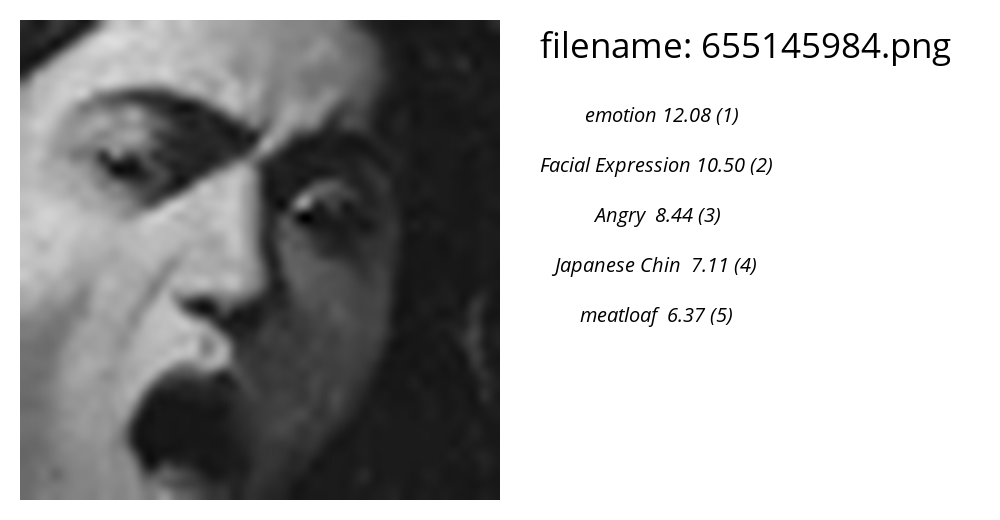 filename: 655145984.png
emotion 12.08 (1)
Facial Expression 10.50 (2)
Angry  8.44 (3)
Japanese Chin  7.11 (4)
meatloaf  6.37 (5)